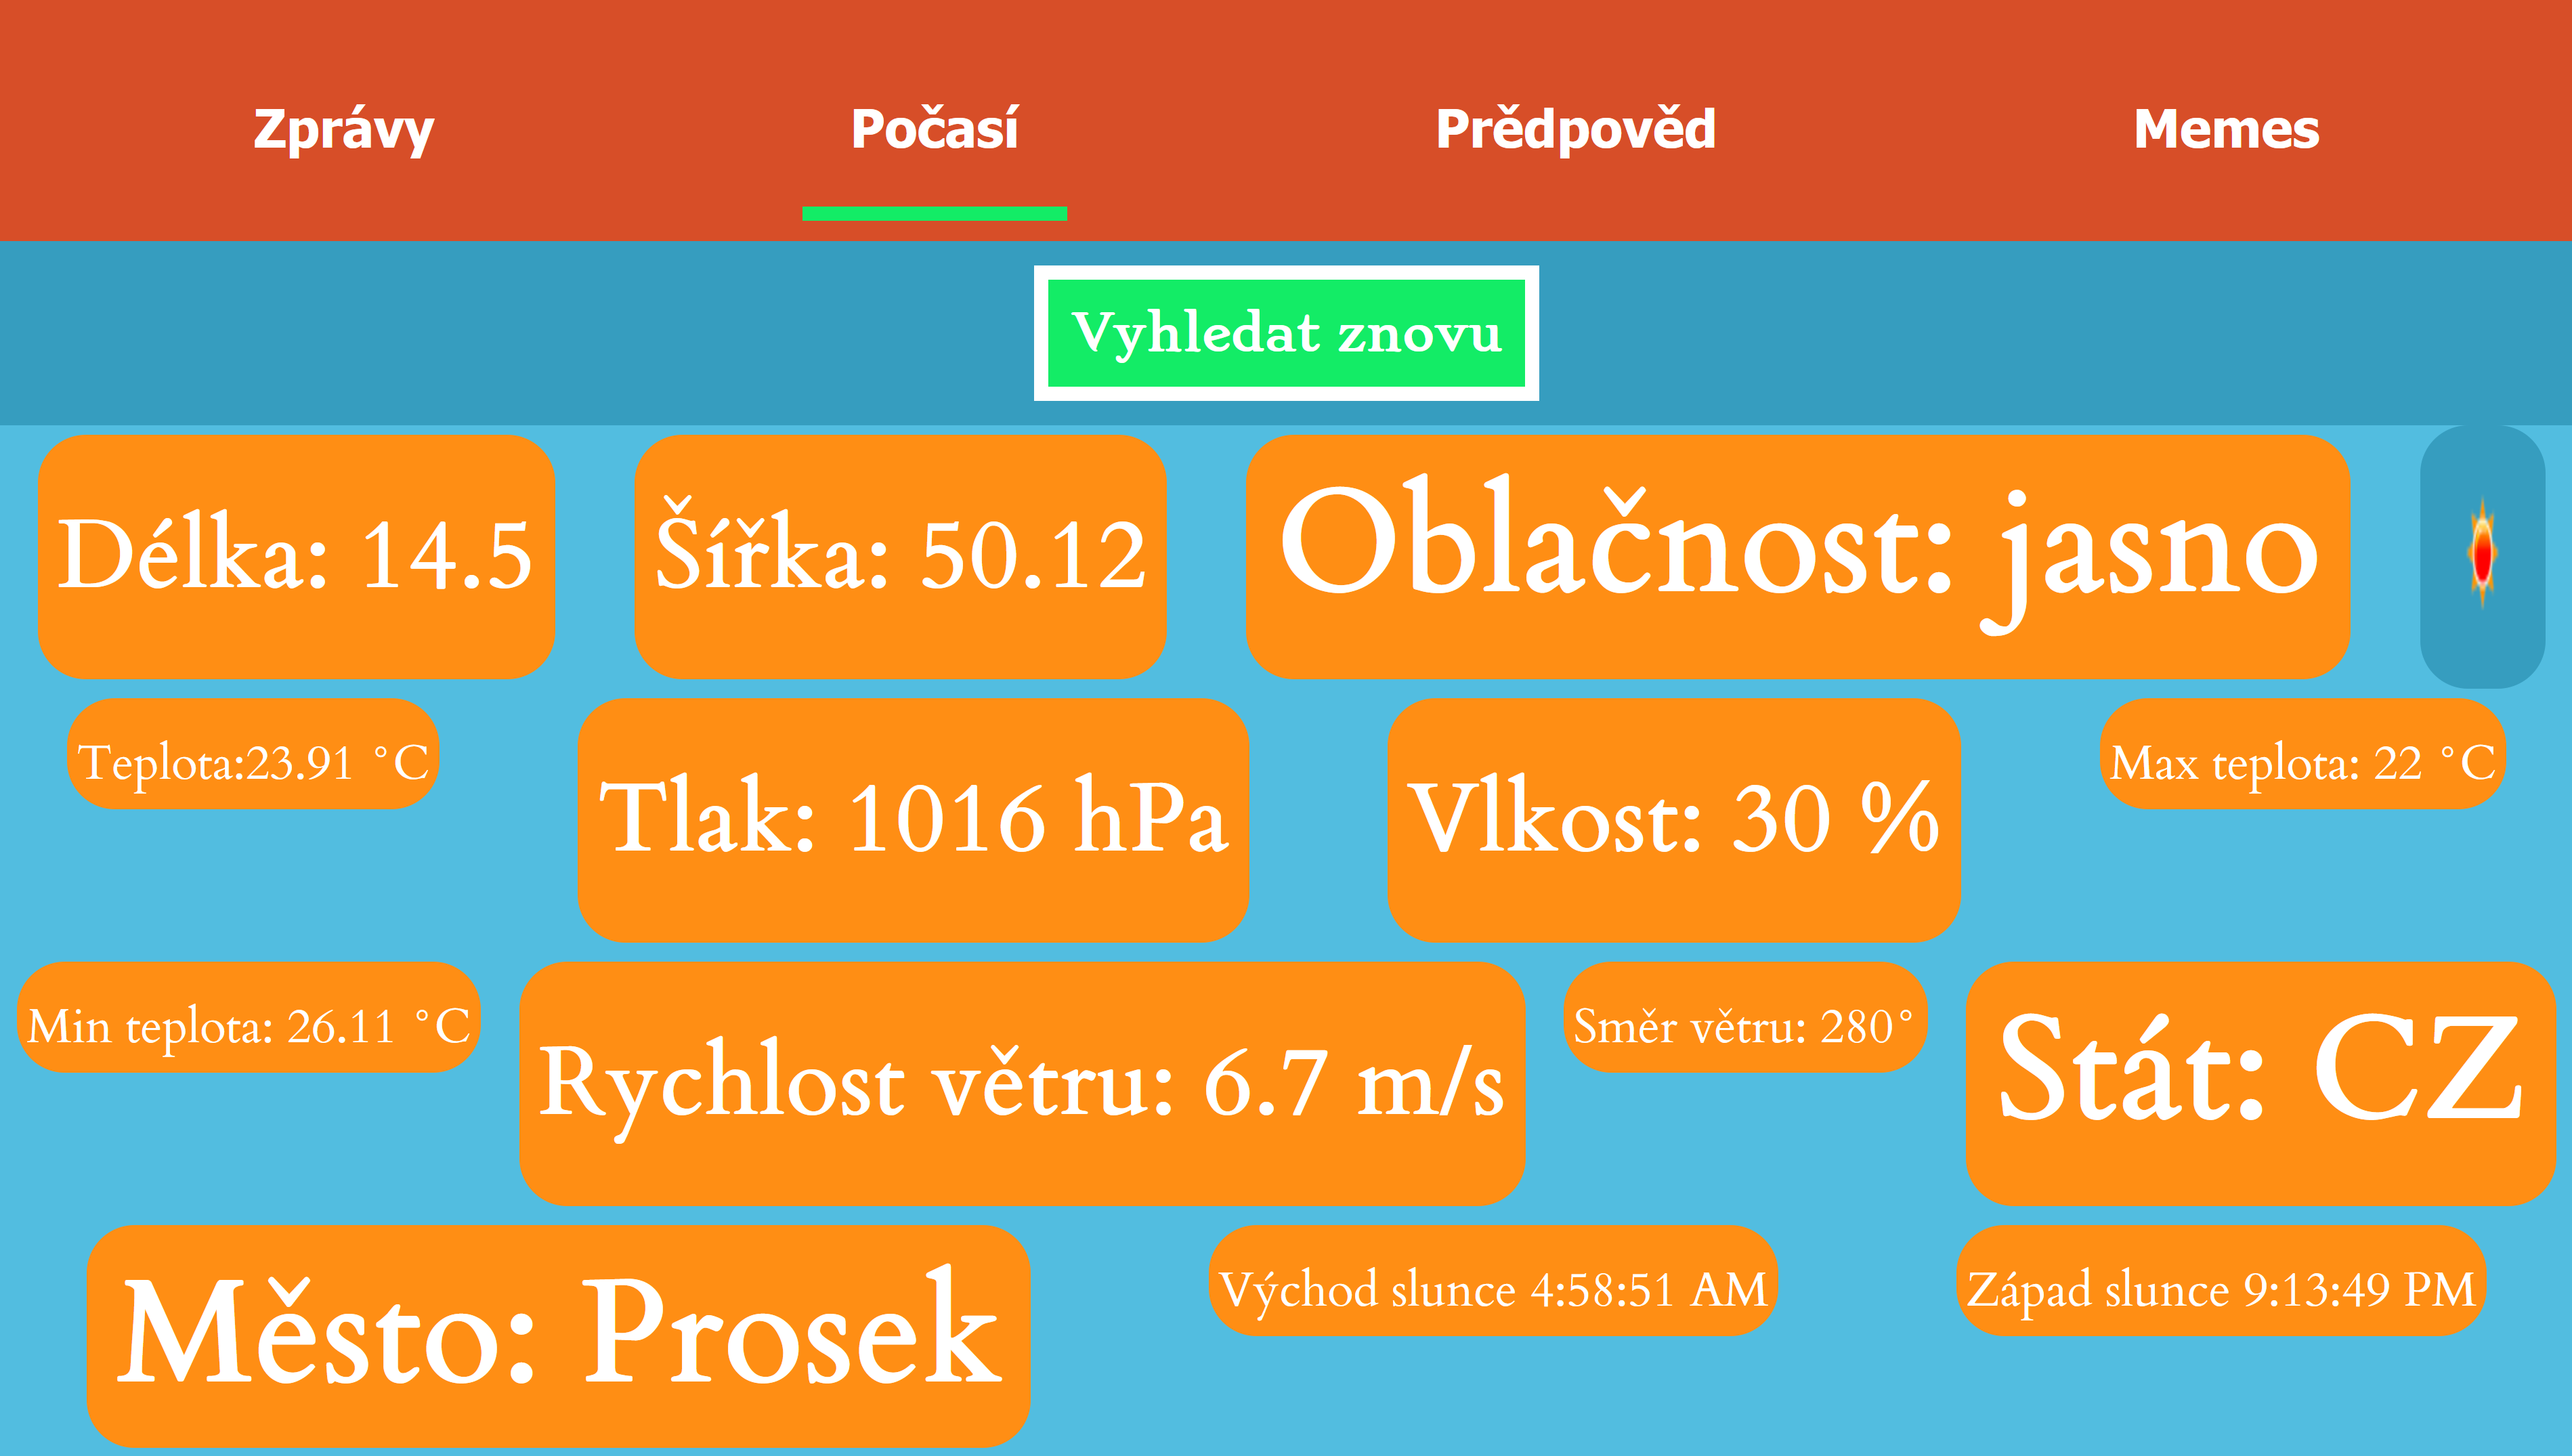 Zprávy
Počasí
Prědpověd
Memes
Vyhledat znovu
Délka: 14.5
Šířka: 50.12
Oblačnost: jasno
Teplota:23.91 °C
Tlak: 1016 hPa
Vlkost: 30 %
Max teplota: 22 °C
Min teplota: 26.11 °C
Rychlost větru: 6.7 m/s
Směr větru: 280°
Stát: CZ
Město: Prosek
Východ slunce 4:58:51 AM
Západ slunce 9:13:49 PM